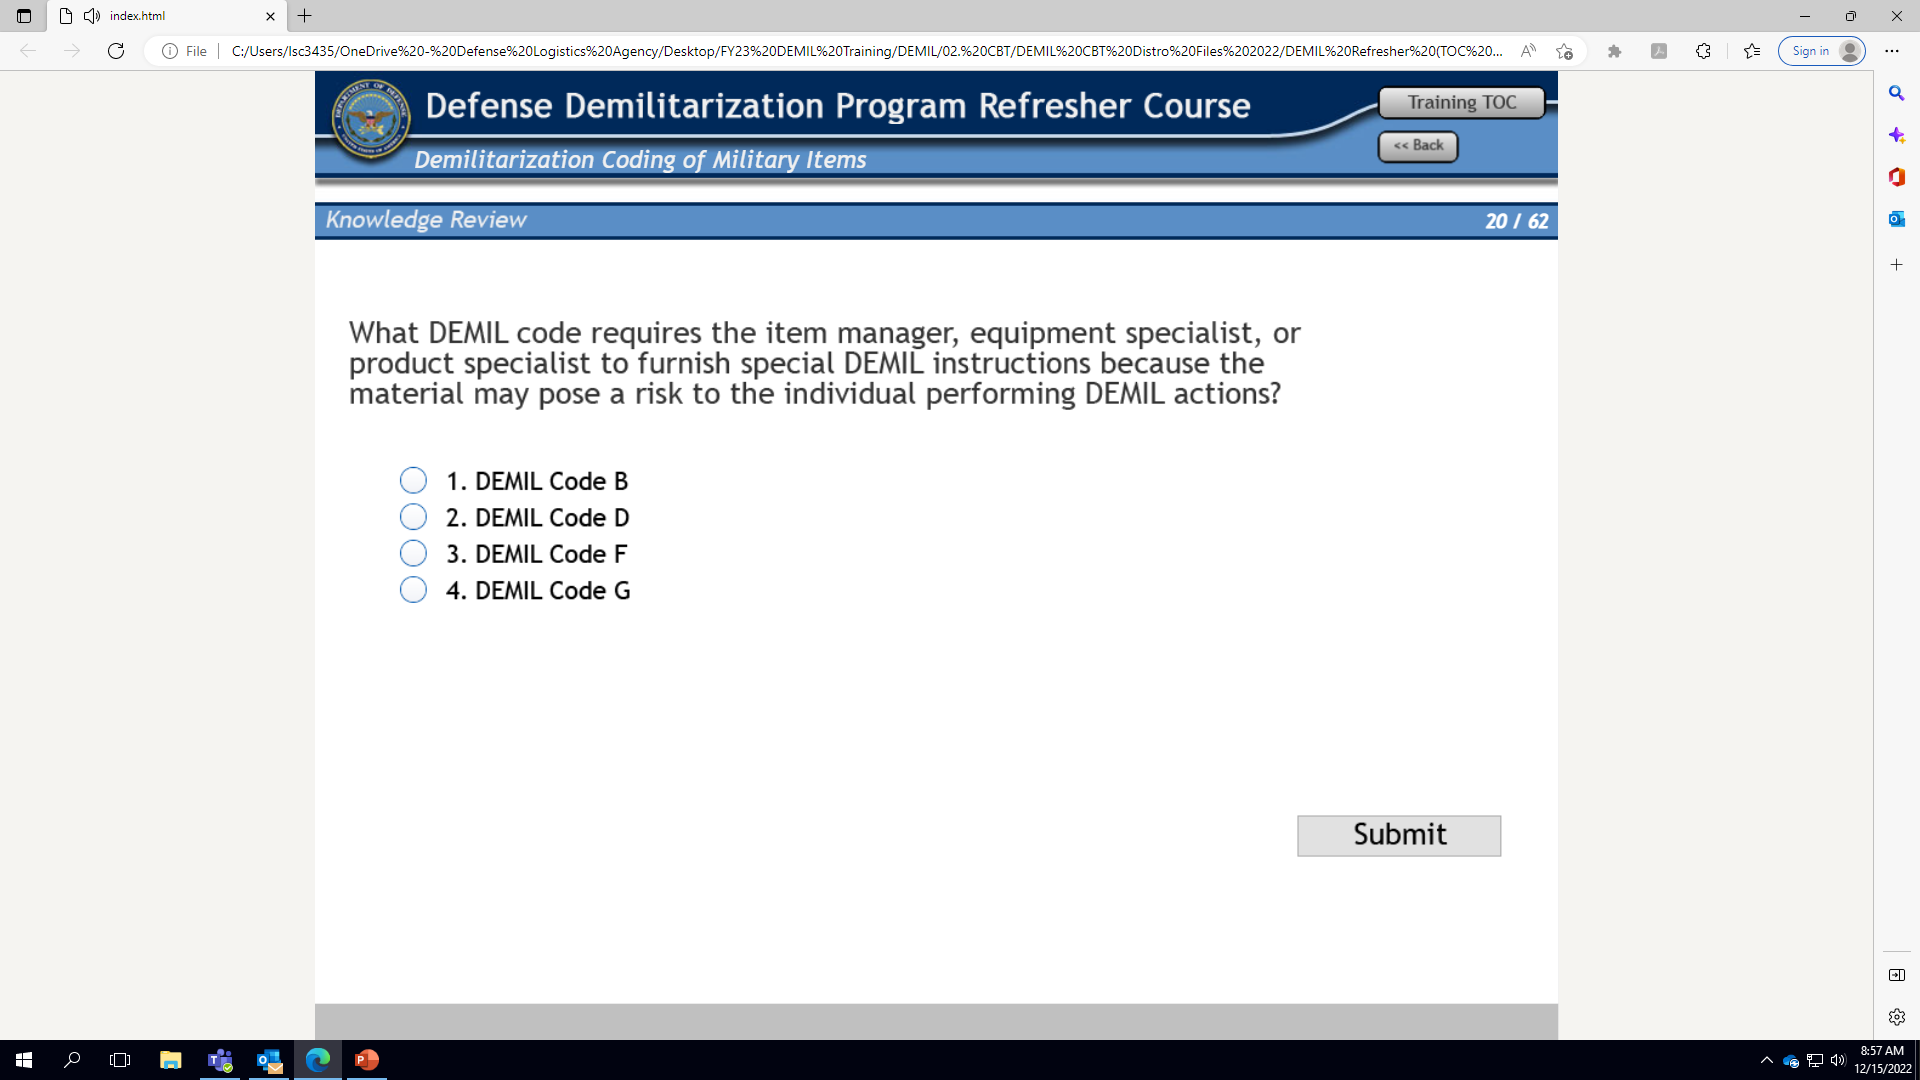 index.html
File
C:/Users/lsc3435/OneDrive%20-%20Defense%20Logistics%20Agency/Desktop/FY23%20DEMIL%20Training/DEMIL/02.%20CBT/DEMIL%20CBT%20Distro%20Files%202022/DEMIL%20Refresher%20(TOC%20...
Sign in
Defense Demilitarization Program Refresher Course
Training TOC
<< Back
Demilitarization Coding of Military Items
Knowledge Review
20 / 62
What DEMIL code requires the item manager, equipment specialist, or
product specialist to furnish special DEMIL instructions because the
material may pose a risk to the individual performing DEMIL actions?
1. DEMIL Code B
2. DEMIL Code D
3. DEMIL Code F
4. DEMIL Code G
Submit
8:57 AM
12/15/2022